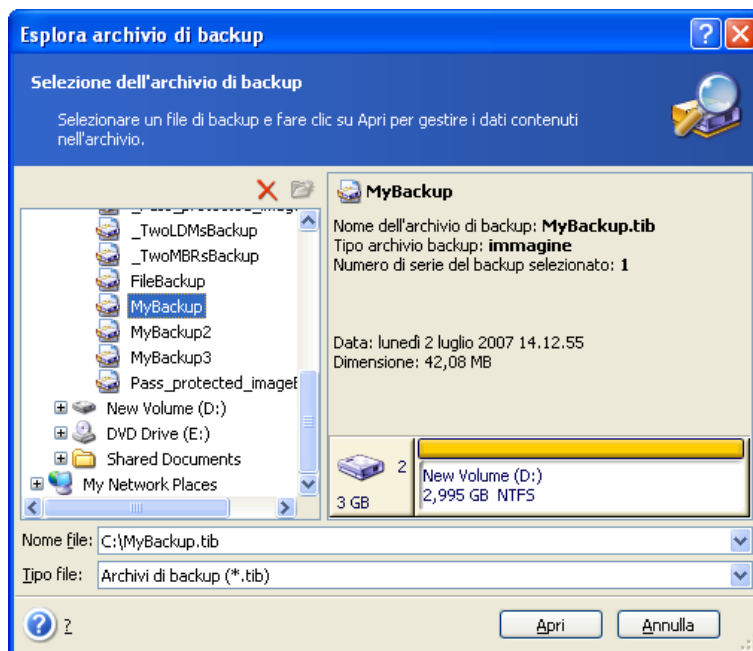 Esplora archivio di backup
Selezione dell'archivio di backup
Selezionare un file di backup e fare clic su Apri per gestire i dati contenuti
nell'archivio.
_Pass_protected_imag
_TwoLDMsBackup
_TwoMBRsBackup
FileBackup
MyBackup
MyBackup2
MyBackup3
Pass_protected_imageE
New Volume (D:)
DVD Drive (E:)
Shared Documents
My Network Places
MyBackup
Nome dell'archivio di backup: MyBackup.tib
Tipo archivio backup: immagine
Numero di serie del backup selezionato: 1
Data: lunedì 2 luglio 2007 14.12.55
Dimensione: 42,08 MB
2
3 GB
New Volume (D:)
2,995 GB NTFS
Nome file: C:\MyBackup.tib
Tipo file: Archivi di backup (*.tib)
? Apri Annulla